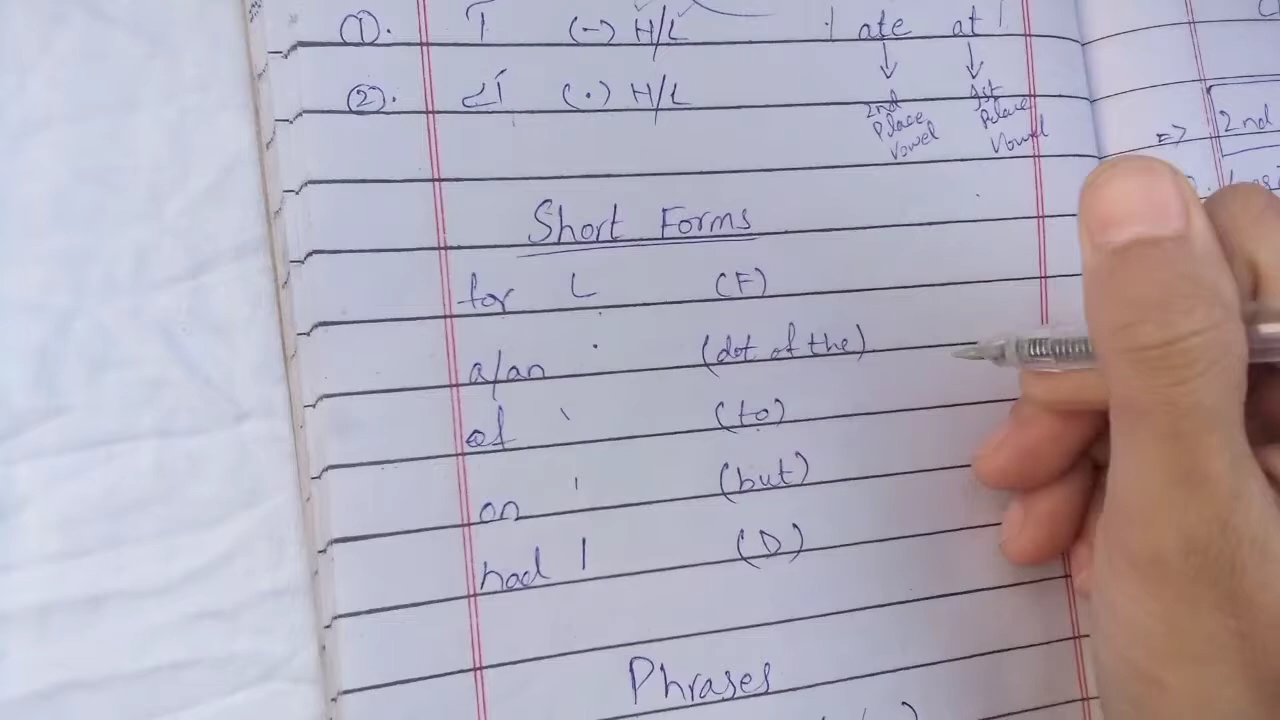 ①. (-) H/L ate at
②. (.) H/L 2nd Place Vowel 1st Place Vowel
=> 2nd
Short Forms
for (F)
a/an . (dot of the)
of \ (to)
on ı (but)
had | (D)
Phrases